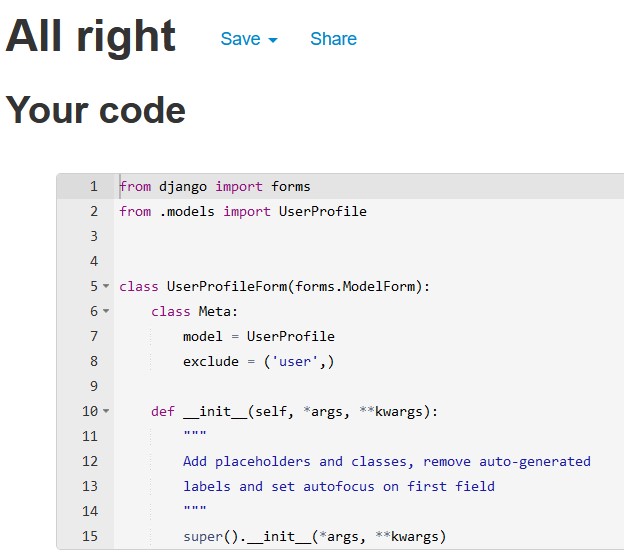 All right Save Share
Your code
1 from django import forms
2 from .models import UserProfile
3
4
5 class UserProfileForm(forms.ModelForm):
6     class Meta:
7         model = UserProfile
8         exclude = ('user',)
9
10     def __init__(self, *args, **kwargs):
11         """
12         Add placeholders and classes, remove auto-generated
13         labels and set autofocus on first field
14         """
15         super().__init__(*args, **kwargs)